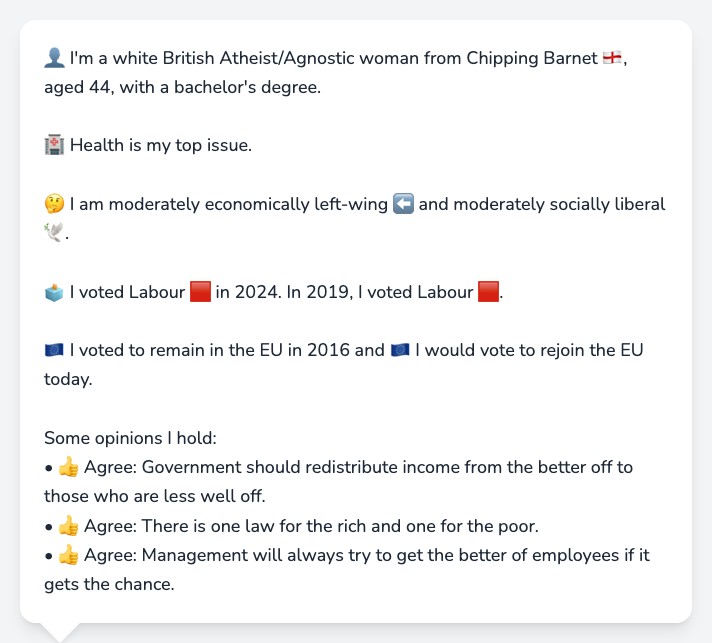 👤 I'm a white British Atheist/Agnostic woman from Chipping Barnet 🏴󠁧󠁢󠁥󠁮󠁧󠁿,
aged 44, with a bachelor's degree.
🏥 Health is my top issue.
🤔 I am moderately economically left-wing ⬅️ and moderately socially liberal
🕊️.
🗳️ I voted Labour 🟥 in 2024. In 2019, I voted Labour 🟥.
🇪🇺 I voted to remain in the EU in 2016 and 🇪🇺 I would vote to rejoin the EU
today.
Some opinions I hold:
• 👍 Agree: Government should redistribute income from the better off to
those who are less well off.
• 👍 Agree: There is one law for the rich and one for the poor.
• 👍 Agree: Management will always try to get the better of employees if it
gets the chance.